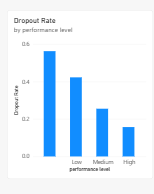 Dropout Rate
by performance level
0.6
0.4
0.2
0.0
Dropout Rate
Low Medium High
performance level